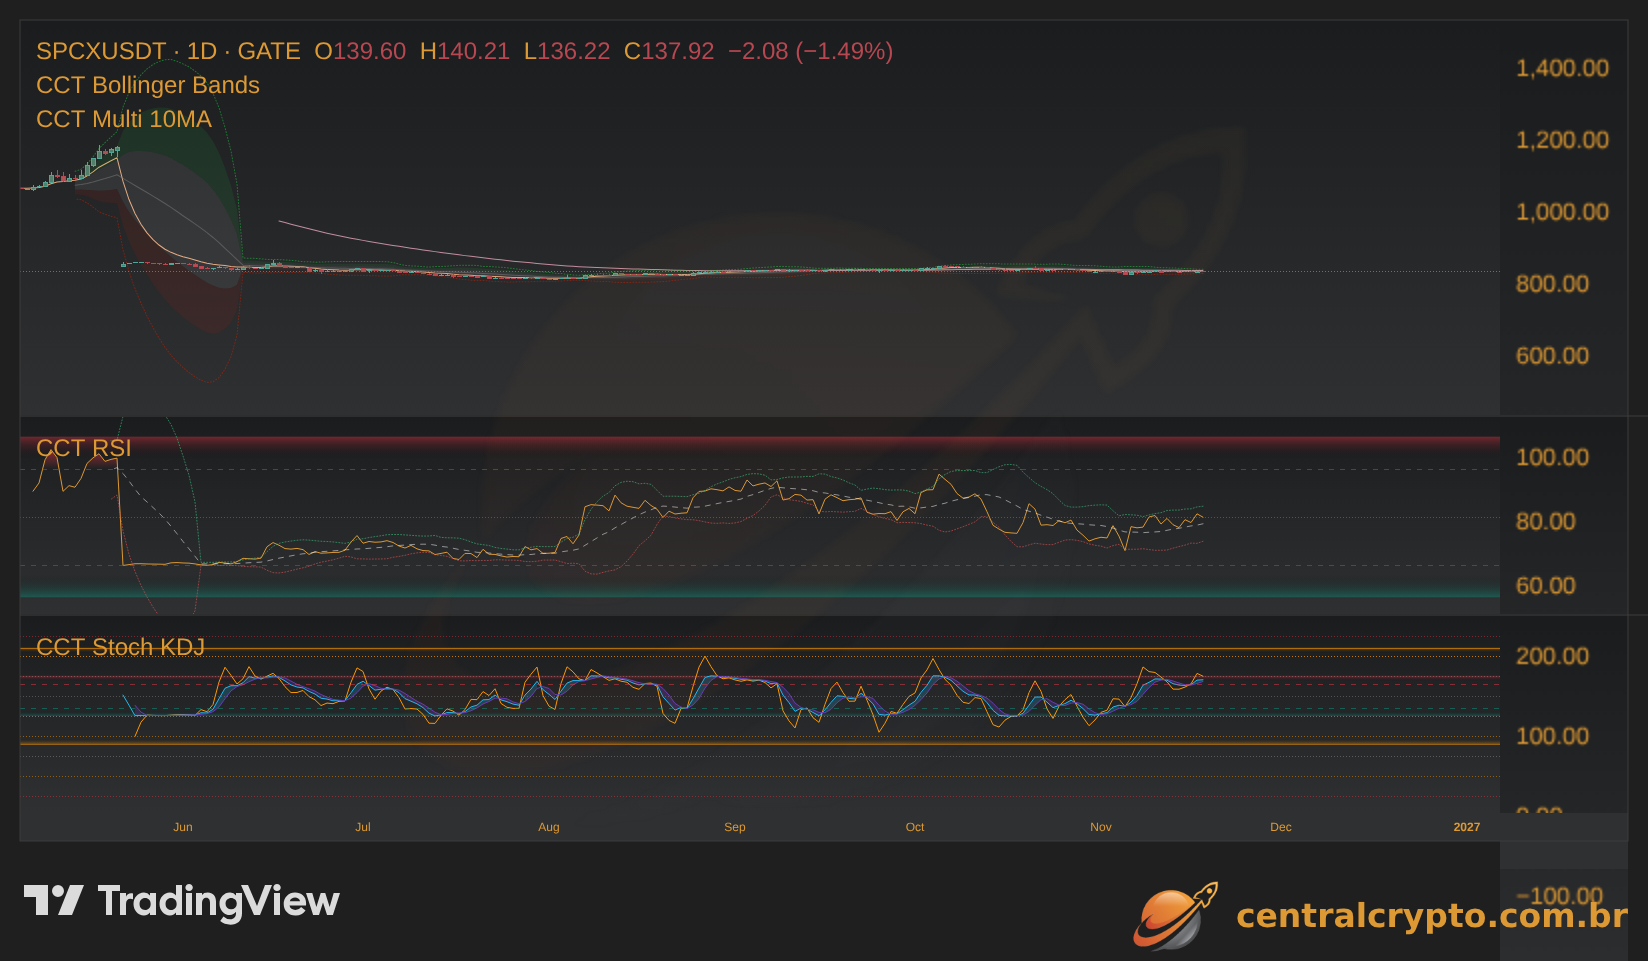 SPCXUSDT · 1D · GATE O139.60 H140.21 L136.22 C137.92 −2.08 (−1.49%)
CCT Bollinger Bands
CCT Multi 10MA
1,400.00
1,200.00
1,000.00
800.00
600.00
CCT RSI
100.00
80.00
60.00
CCT Stoch KDJ
200.00
100.00
0.00
Jun Jul Aug Sep Oct Nov Dec 2027
−100.00
TradingView
centralcrypto.com.br